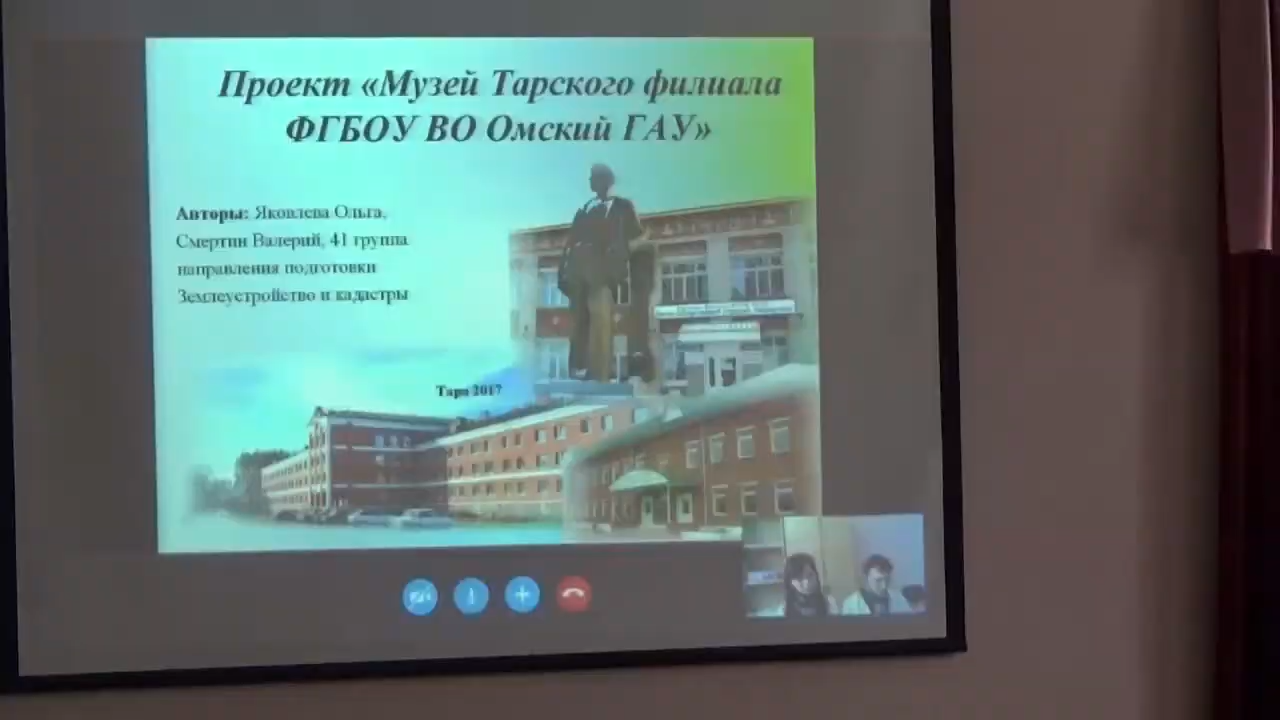 Проект «Музей Тарского филиала
ФГБОУ ВО Омский ГАУ»
Авторы: Яковлева Ольга,
Смертин Валерий, 41 группа
направления подготовки
Землеустройство и кадастры
Тара 2017